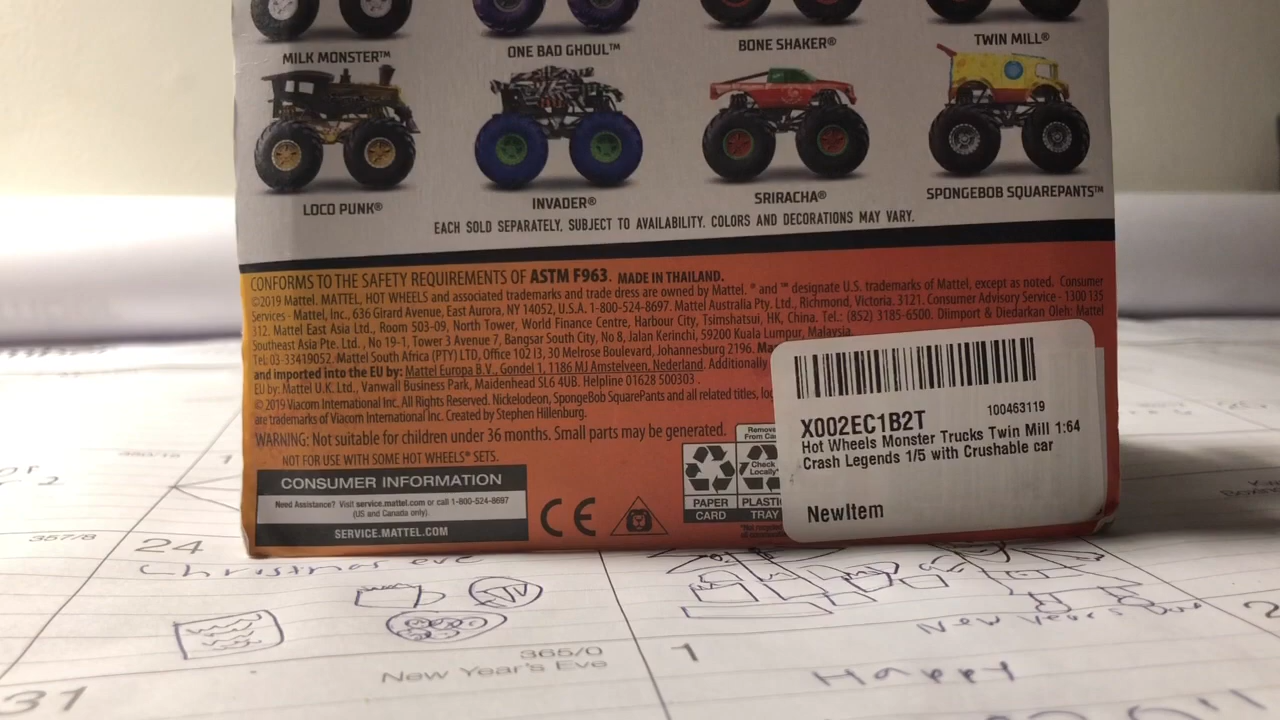 MILK MONSTER™
ONE BAD GHOUL™
BONE SHAKER®
TWIN MILL®
LOCO PUNK®
INVADER®
SRIRACHA®
SPONGEBOB SQUAREPANTS™
EACH SOLD SEPARATELY, SUBJECT TO AVAILABILITY. COLORS AND DECORATIONS MAY VARY.
CONFORMS TO THE SAFETY REQUIREMENTS OF ASTM F963. MADE IN THAILAND.
©2019 Mattel. MATTEL, HOT WHEELS and associated trademarks and trade dress are owned by Mattel. ® and ™ designate U.S. trademarks of Mattel, except as noted. Consumer
Services - Mattel, Inc., 636 Girard Avenue, East Aurora, NY 14052, U.S.A. 1-800-524-8697. Mattel Australia Pty. Ltd., Richmond, Victoria. 3121. Consumer Advisory Service - 1300 135
312. Mattel East Asia Ltd., Room 503-09, North Tower, World Finance Centre, Harbour City, Tsimshatsui, HK, China. Tel.: (852) 3185-6500. Diimport & Diedarkan Oleh: Mattel
Southeast Asia Pte. Ltd., No 19-1, Tower 3 Avenue 7, Bangsar South City, No 8, Jalan Kerinchi, 59200 Kuala Lumpur, Malaysia.
Tel: 03-33419052. Mattel South Africa (PTY) LTD, Office 102 I3, 30 Melrose Boulevard, Johannesburg 2196.
and imported into the EU by: Mattel Europa B.V., Gondel 1, 1186 MJ Amstelveen, Nederland. Additionally
EU by: Mattel U.K. Ltd., Vanwall Business Park, Maidenhead SL6 4UB. Helpline 01628 500303.
© 2019 Viacom International Inc. All Rights Reserved. Nickelodeon, SpongeBob SquarePants and all related titles,
are trademarks of Viacom International Inc. Created by Stephen Hillenburg.
WARNING: Not suitable for children under 36 months. Small parts may be generated.
NOT FOR USE WITH SOME HOT WHEELS® SETS.
CONSUMER INFORMATION
Need Assistance? Visit service.mattel.com or call 1-800-524-8697
(US and Canada only).
SERVICE.MATTEL.COM
CE
Check
Locally*
PAPER
CARD
TRAY
100463119
X002EC1B2T
Hot Wheels Monster Trucks Twin Mill 1:64
Crash Legends 1/5 with Crushable car
NewItem
357/8
24
Christmas eve
365/0
New Year's Eve
31
1
New Year's Day
Happy